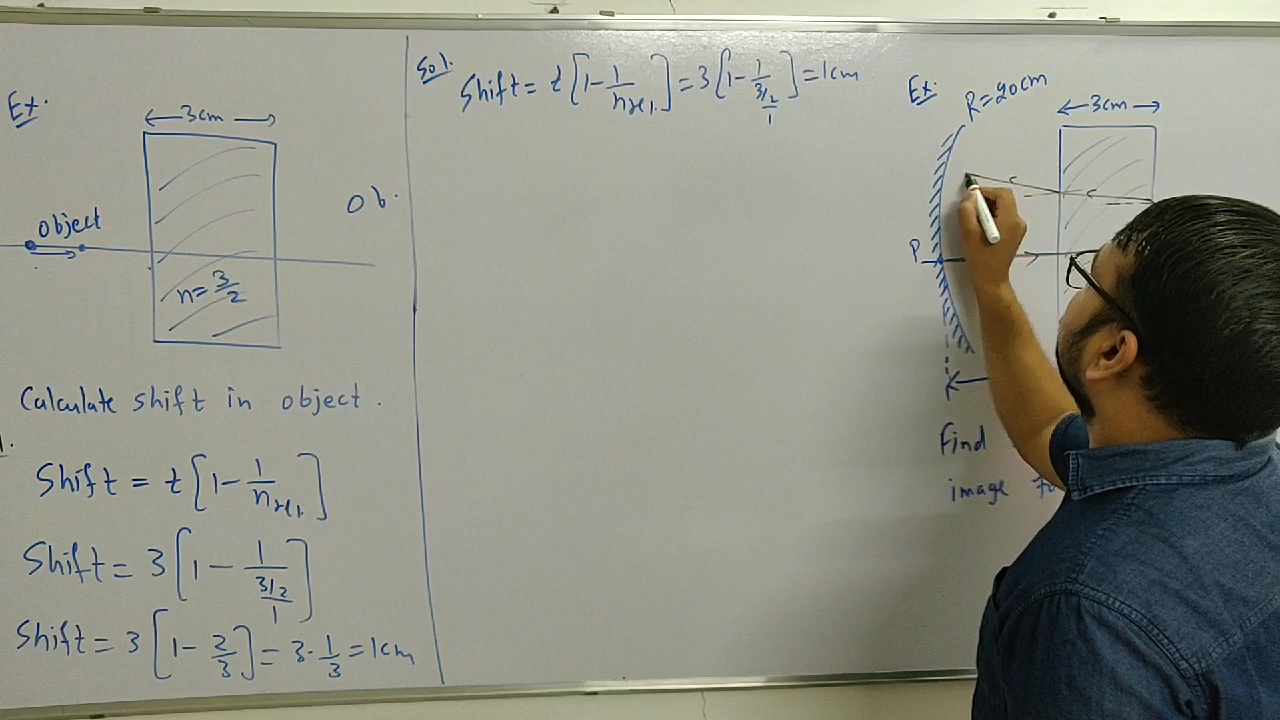 Ex.
3cm
object
ob.
n=3/2
Calculate shift in object.
Shift = t[1-1/n_rel.]
Shift = 3[1-1/(3/2/1)]
Shift = 3[1-2/3] = 3·1/3 = 1cm
Sol.
Shift = t[1-1/n_rel.] = 3[1-1/(3/2/1)] = 1cm
Ex.
R=20cm
3cm
P
Find
image